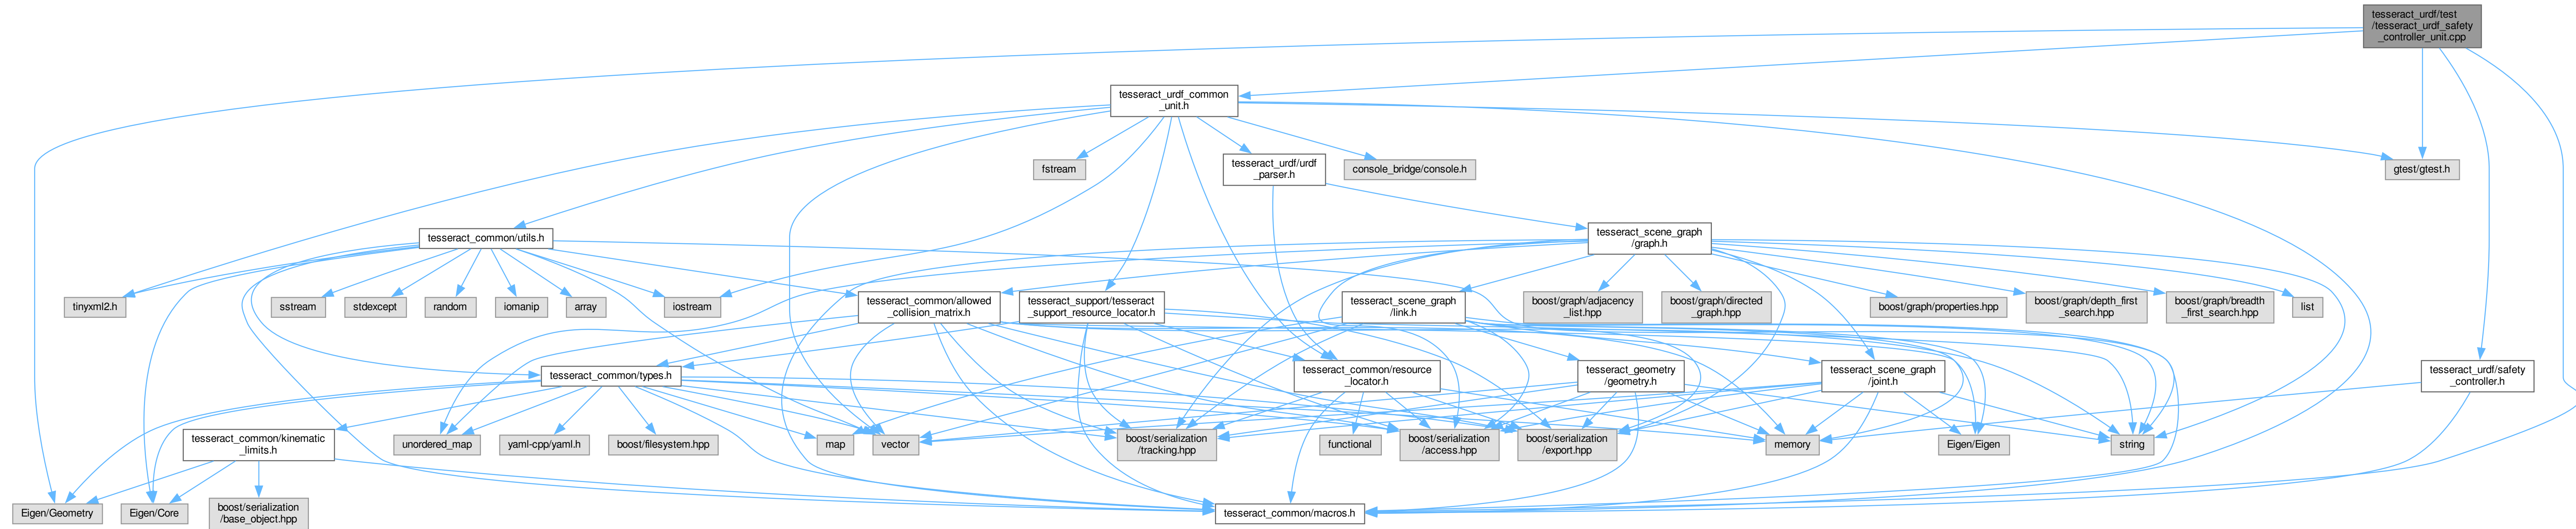 tesseract_urdf/test
/tesseract_urdf_safety
_controller_unit.cpp
tesseract_urdf_common
_unit.h
fstream
tesseract_urdf/urdf
_parser.h
console_bridge/console.h
gtest/gtest.h
tesseract_common/utils.h
tesseract_scene_graph
/graph.h
tinyxml2.h
sstream
stdexcept
random
iomanip
array
iostream
tesseract_common/allowed
_collision_matrix.h
tesseract_support/tesseract
_support_resource_locator.h
tesseract_scene_graph
/link.h
boost/graph/adjacency
_list.hpp
boost/graph/directed
_graph.hpp
boost/graph/properties.hpp
boost/graph/depth_first
_search.hpp
boost/graph/breadth
_first_search.hpp
list
tesseract_common/types.h
tesseract_common/resource
_locator.h
tesseract_geometry
/geometry.h
tesseract_scene_graph
/joint.h
tesseract_urdf/safety
_controller.h
tesseract_common/kinematic
_limits.h
unordered_map
yaml-cpp/yaml.h
boost/filesystem.hpp
map
vector
boost/serialization
/tracking.hpp
functional
boost/serialization
/access.hpp
boost/serialization
/export.hpp
memory
Eigen/Eigen
string
Eigen/Geometry
Eigen/Core
boost/serialization
/base_object.hpp
tesseract_common/macros.h